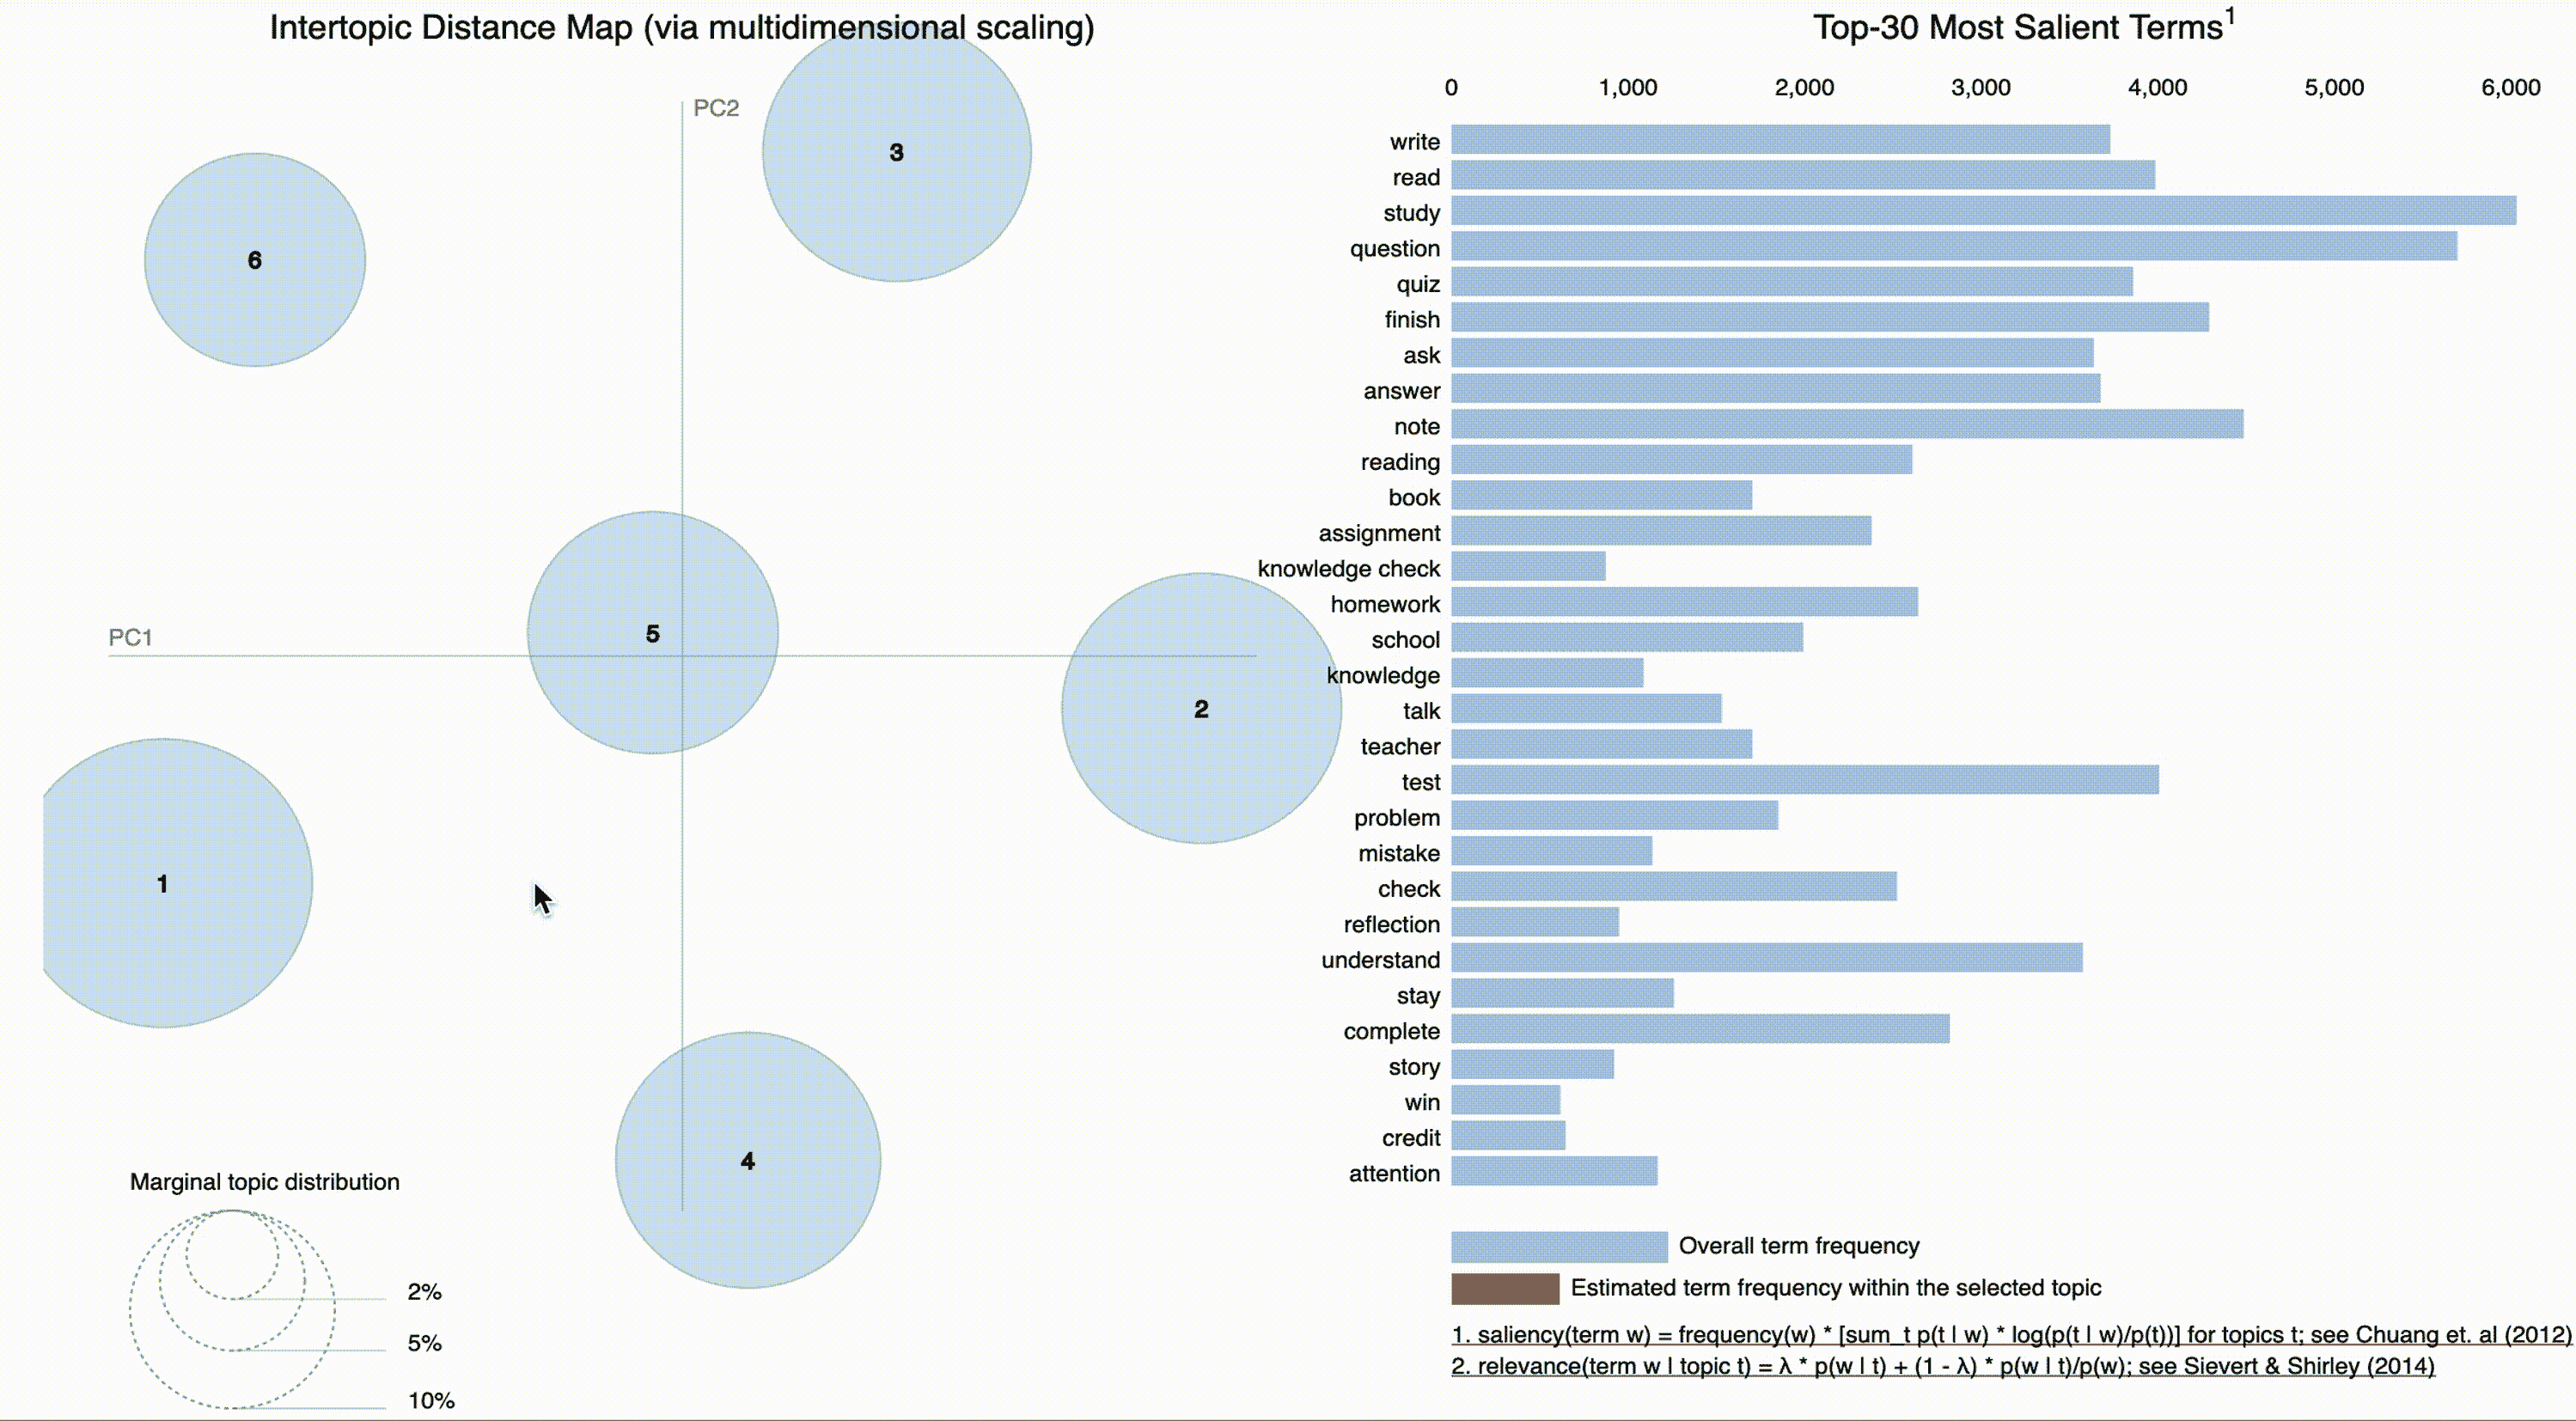 Intertopic Distance Map (via multidimensional scaling)
PC2
3
6
5
PC1
2
1
4
Marginal topic distribution
2%
5%
10%
Top-30 Most Salient Terms1
0 1,000 2,000 3,000 4,000 5,000 6,000
write
read
study
question
quiz
finish
ask
answer
note
reading
book
assignment
knowledge check
homework
school
knowledge
talk
teacher
test
problem
mistake
check
reflection
understand
stay
complete
story
win
credit
attention
Overall term frequency
Estimated term frequency within the selected topic
1. saliency(term w) = frequency(w) * [sum_t p(t | w) * log(p(t | w)/p(t))] for topics t; see Chuang et. al (2012)
2. relevance(term w | topic t) = λ * p(w | t) + (1 - λ) * p(w | t)/p(w); see Sievert & Shirley (2014)